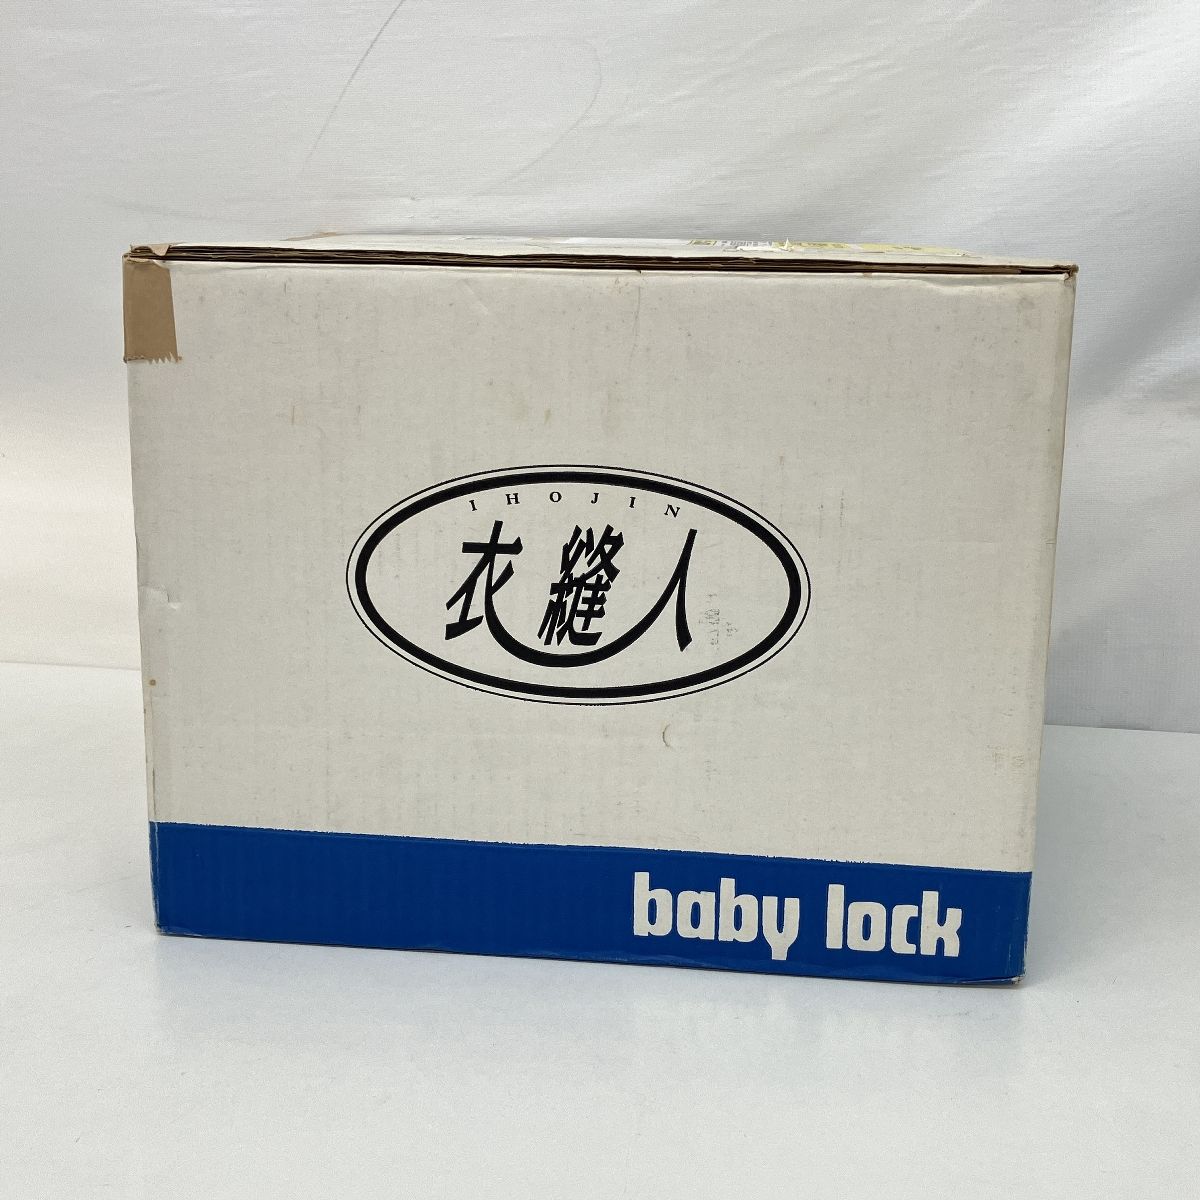 IHOJIN
衣縫人
baby lock